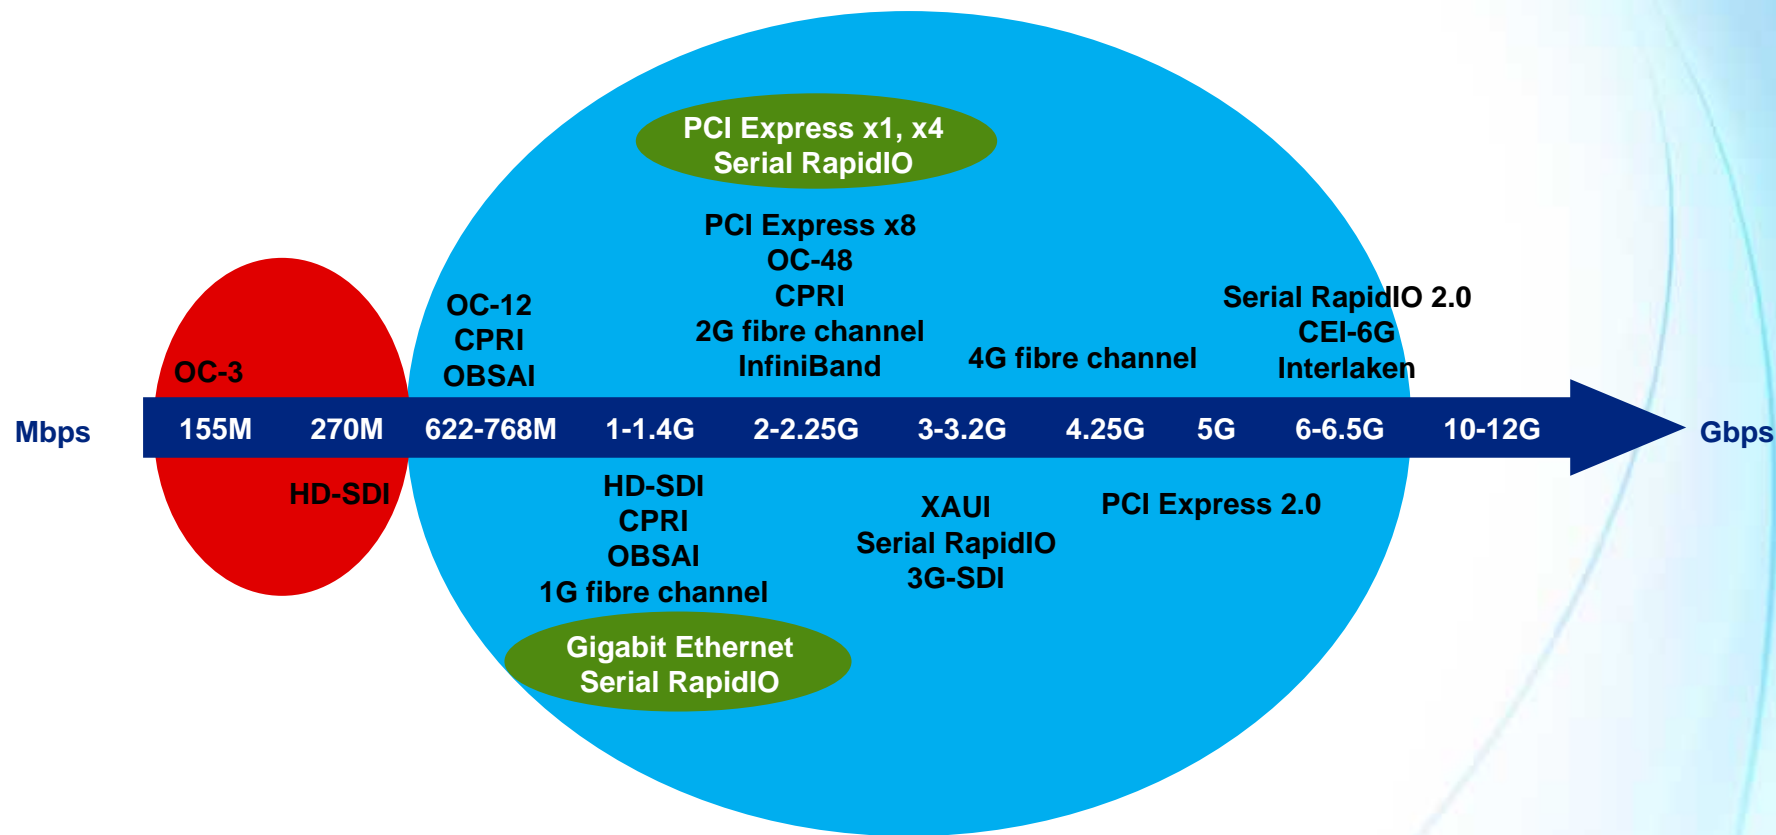 PCI Express x1, x4
Serial RapidIO
PCI Express x8
OC-48
CPRI
2G fibre channel
InfiniBand
OC-12
CPRI
OBSAI
Serial RapidIO 2.0
CEI-6G
Interlaken
4G fibre channel
OC-3
Mbps 155M 270M 622-768M 1-1.4G 2-2.25G 3-3.2G 4.25G 5G 6-6.5G 10-12G Gbps
HD-SDI
HD-SDI
CPRI
OBSAI
1G fibre channel
XAUI
Serial RapidIO
3G-SDI
PCI Express 2.0
Gigabit Ethernet
Serial RapidIO